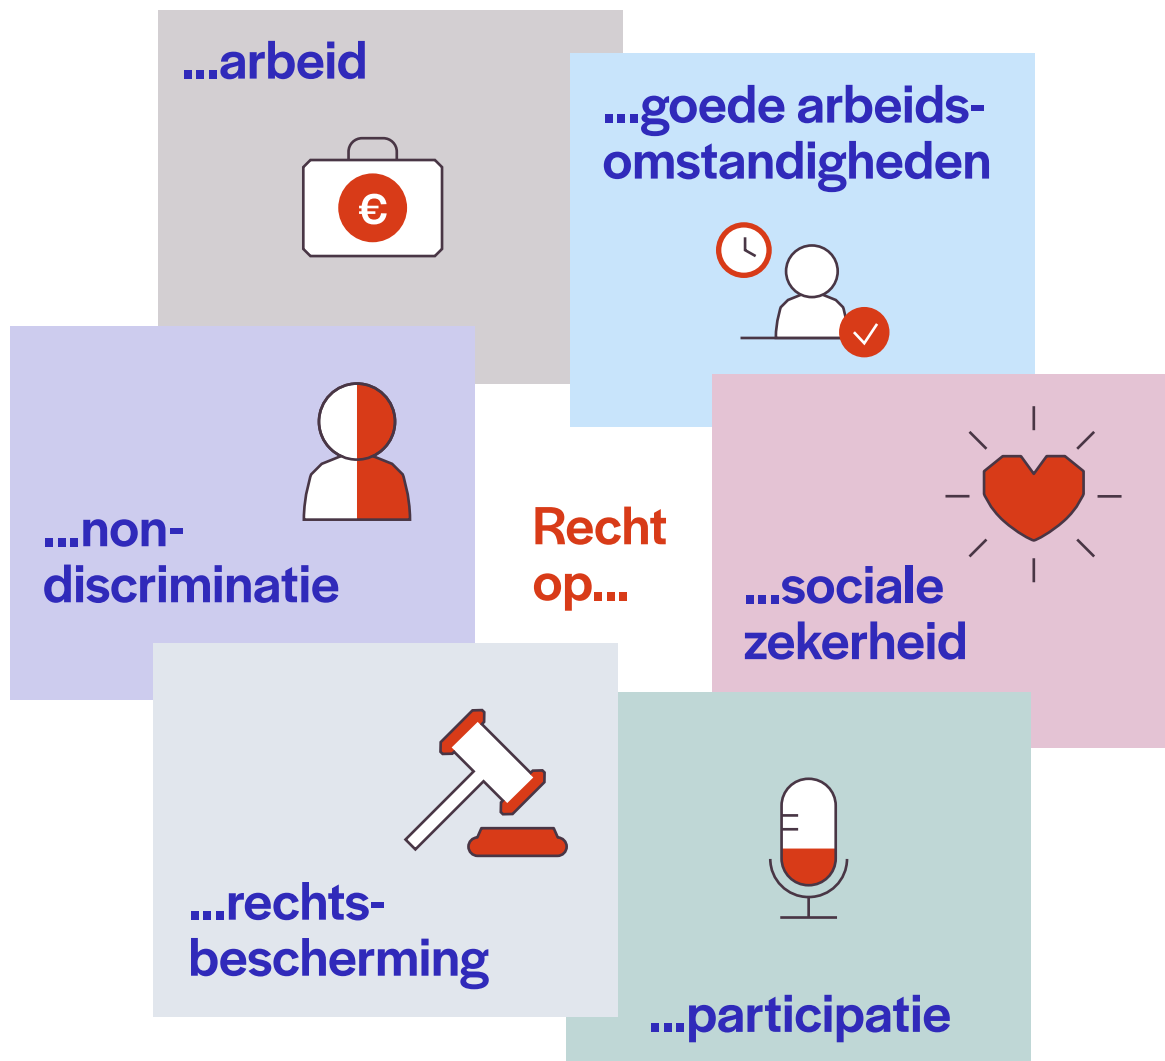 ...arbeid
€
...goede arbeids-
omstandigheden
...non-
discriminatie
Recht
op...
...sociale
zekerheid
...rechts-
bescherming
...participatie